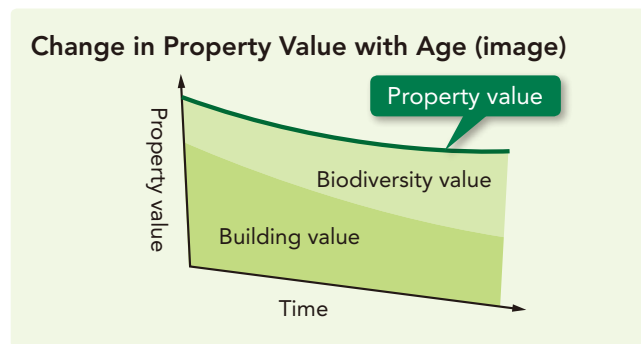 Change in Property Value with Age (image)
Property value
Property value
Biodiversity value
Building value
Time